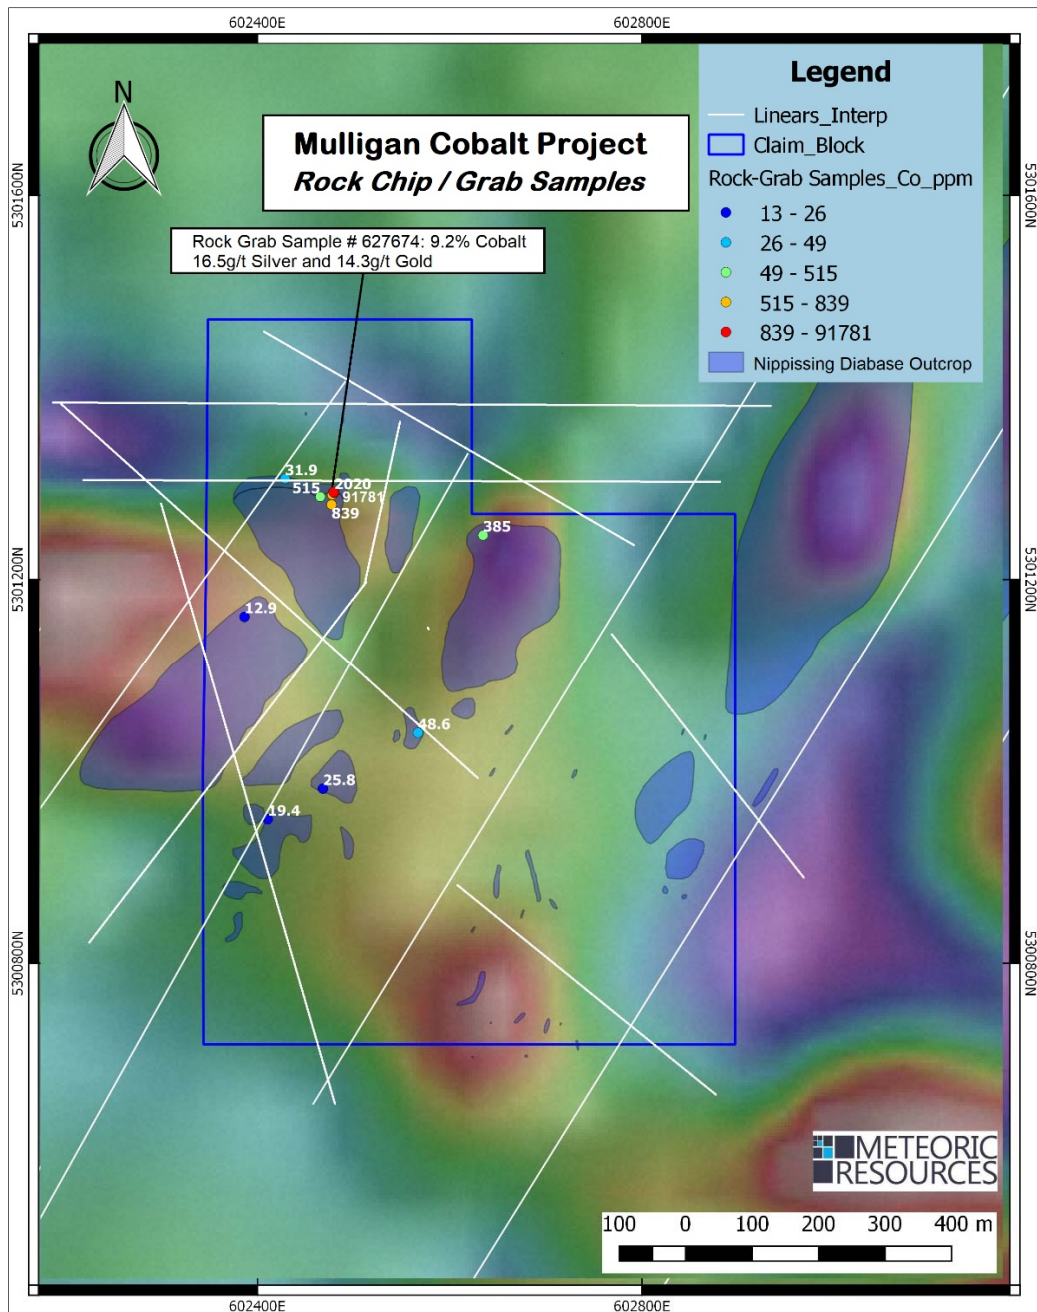 602400E
602800E
Legend
Linears_Interp
Claim_Block
Rock-Grab Samples_Co_ppm
13 - 26
26 - 49
49 - 515
515 - 839
839 - 91781
Nippissing Diabase Outcrop
N
Mulligan Cobalt Project
Rock Chip / Grab Samples
5301600N
5301600N
Rock Grab Sample # 627674: 9.2% Cobalt
16.5g/t Silver and 14.3g/t Gold
31.9
2020
515
91781
839
385
5301200N
5301200N
12.9
48.6
25.8
19.4
5300800N
5300800N
METEORIC
RESOURCES
100 0 100 200 300 400 m
602400E
602800E